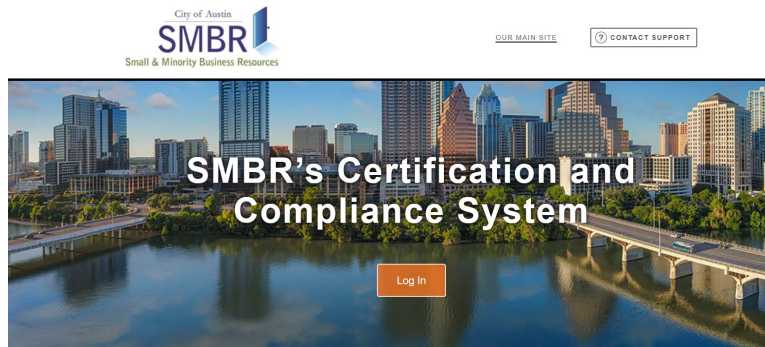 City of Austin
SMBR
Small & Minority Business Resources
OUR MAIN SITE
? CONTACT SUPPORT
SMBR's Certification and
Compliance System
Log In